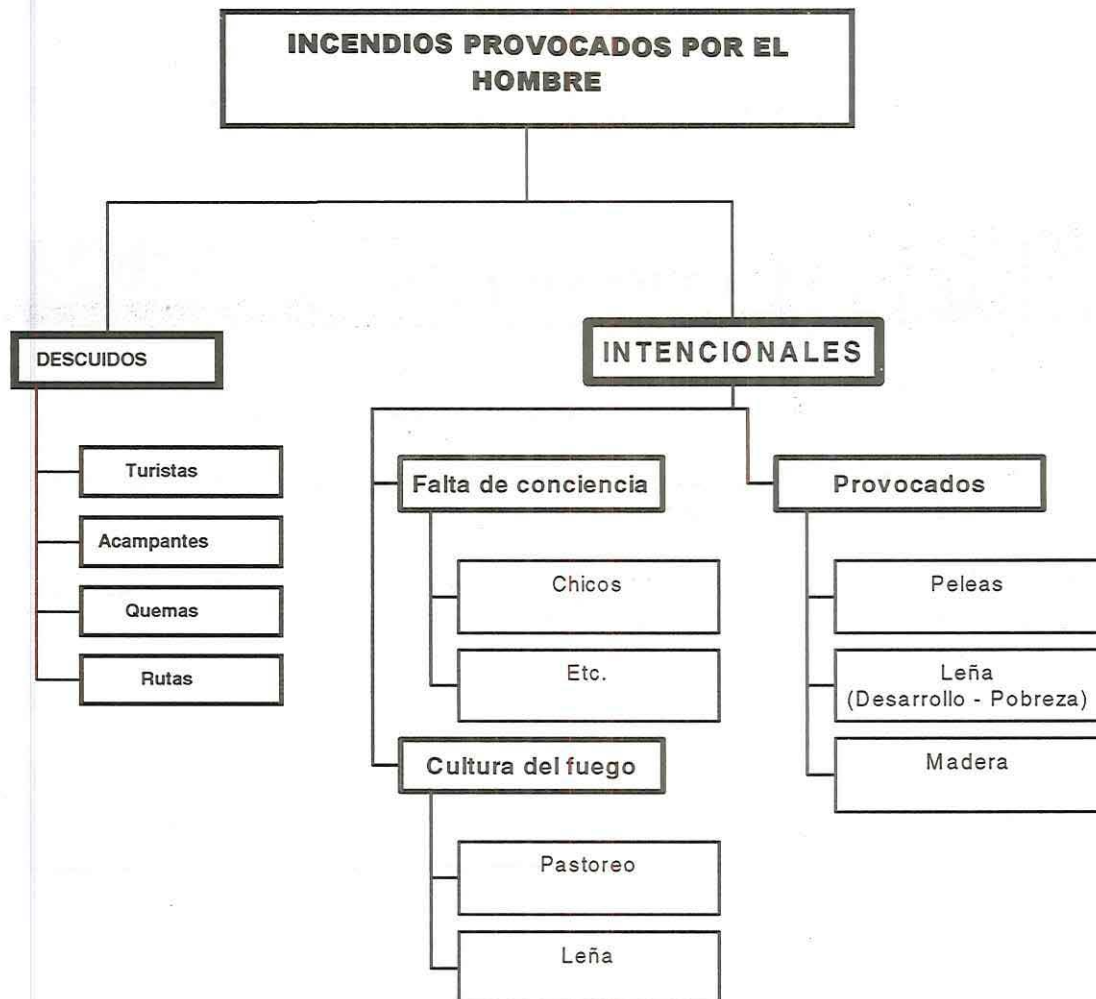 INCENDIOS PROVOCADOS POR EL
HOMBRE
DESCUIDOS
Turistas
Acampantes
Quemas
Rutas
INTENCIONALES
Falta de conciencia
Chicos
Etc.
Cultura del fuego
Pastoreo
Leña
Provocados
Peleas
Leña
(Desarrollo - Pobreza)
Madera